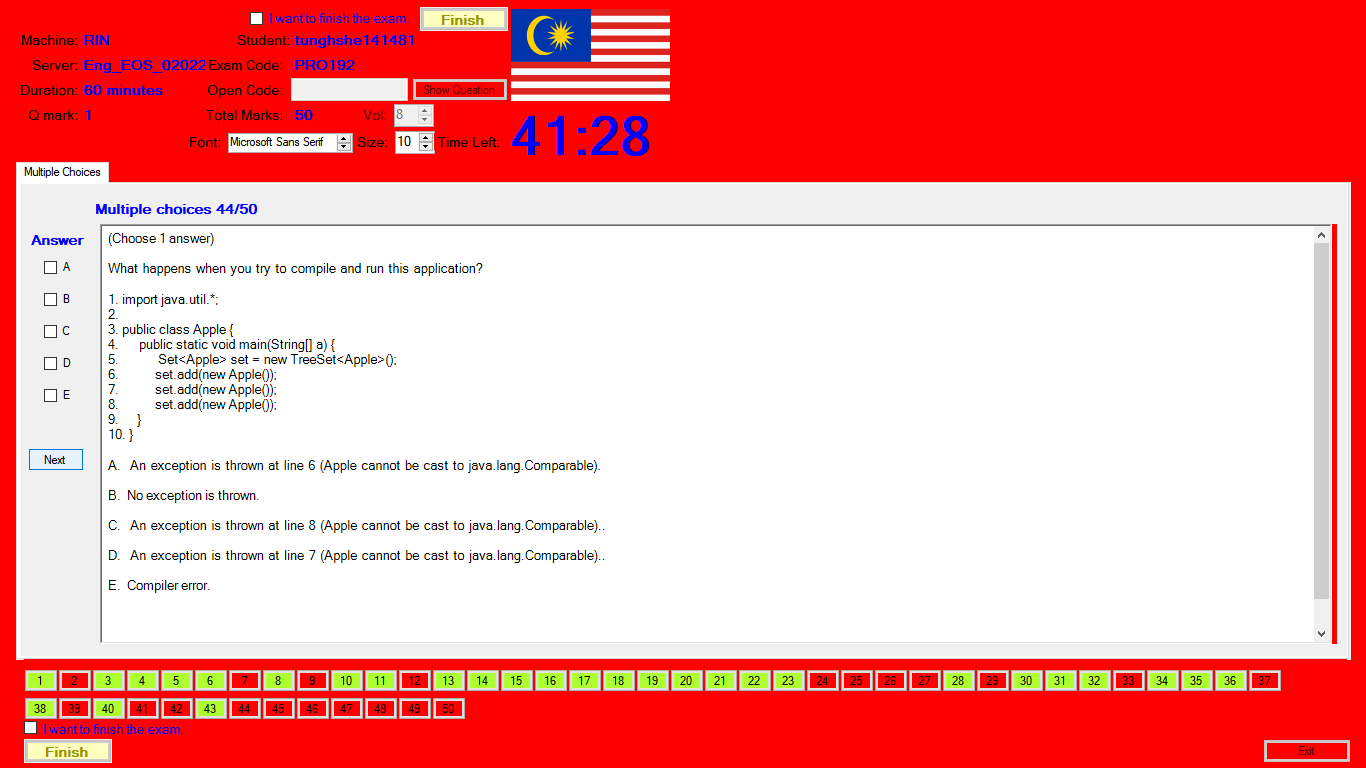 I want to finish the exam.
Finish
Machine: RIN
Student: tunghshe141481
Server: Eng_EOS_02022 Exam Code: PRO192
Duration: 60 minutes
Open Code:
Show Question
Q mark: 1
Total Marks: 50
Vol: 8
Font: Microsoft Sans Serif
Size: 10
Time Left: 41:28
Multiple Choices
Multiple choices 44/50
Answer
A
B
C
D
E
Next
(Choose 1 answer)
What happens when you try to compile and run this application?
1. import java.util.*;
2.
3. public class Apple {
4. public static void main(String[] a) {
5. Set<Apple> set = new TreeSet<Apple>();
6. set.add(new Apple());
7. set.add(new Apple());
8. set.add(new Apple());
9. }
10. }
A. An exception is thrown at line 6 (Apple cannot be cast to java.lang.Comparable).
B. No exception is thrown.
C. An exception is thrown at line 8 (Apple cannot be cast to java.lang.Comparable)..
D. An exception is thrown at line 7 (Apple cannot be cast to java.lang.Comparable)..
E. Compiler error.
1 2 3 4 5 6 7 8 9 10 11 12 13 14 15 16 17 18 19 20 21 22 23 24 25 26 27 28 29 30 31 32 33 34 35 36 37
38 39 40 41 42 43 44 45 46 47 48 49 50
I want to finish the exam.
Finish
Exit